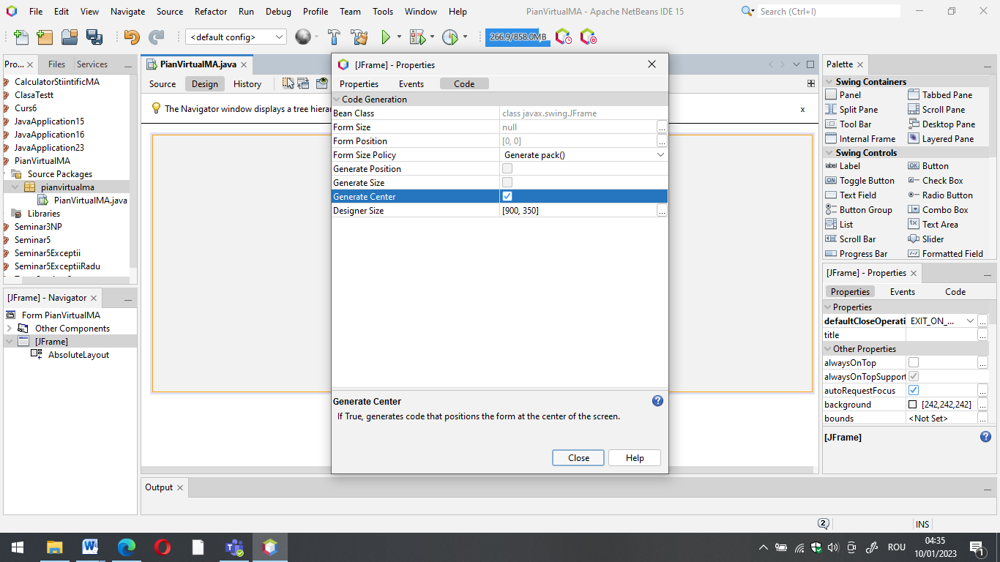 File Edit View Navigate Source Refactor Run Debug Profile Team Tools Window Help
PianVirtualMA - Apache NetBeans IDE 15
Search (Ctrl+I)
<default config>
266.9/858.0MB
Pro... Files Services
CalculatorStiintificMA
ClasaTestt
Curs6
JavaApplication15
JavaApplication16
JavaApplication23
PianVirtualMA
Source Packages
pianvirtualma
PianVirtualMA.java
Libraries
Seminar3NP
Seminar5
Seminar5Exceptii
Seminar5ExceptiiRadu
[JFrame] - Navigator
Form PianVirtualMA
Other Components
[JFrame]
AbsoluteLayout
PianVirtualMA.java
Source Design History
The Navigator window displays a tree hierar
x
[JFrame] - Properties
Properties Events Code
Code Generation
Bean Class class javax.swing.JFrame
Form Size null ...
Form Position [0, 0] ...
Form Size Policy Generate pack()
Generate Position
Generate Size
Generate Center
Designer Size [900, 350] ...
Generate Center
If True, generates code that positions the form at the center of the screen.
Close Help
Palette
Swing Containers
Panel Tabbed Pane
Split Pane Scroll Pane
Tool Bar Desktop Pane
Internal Frame Layered Pane
Swing Controls
Label Button
Toggle Button Check Box
Text Field Radio Button
Button Group Combo Box
List Text Area
Scroll Bar Slider
Progress Bar Formatted Field
[JFrame] - Properties
Properties Events Code
Properties
defaultCloseOperati EXIT_ON_... ...
title ...
Other Properties
alwaysOnTop ...
alwaysOnTopSupport
autoRequestFocus ...
background [242,242,242] ...
bounds <Not Set> ...
[JFrame]
Output
2
INS
ROU
04:35
10/01/2023
1